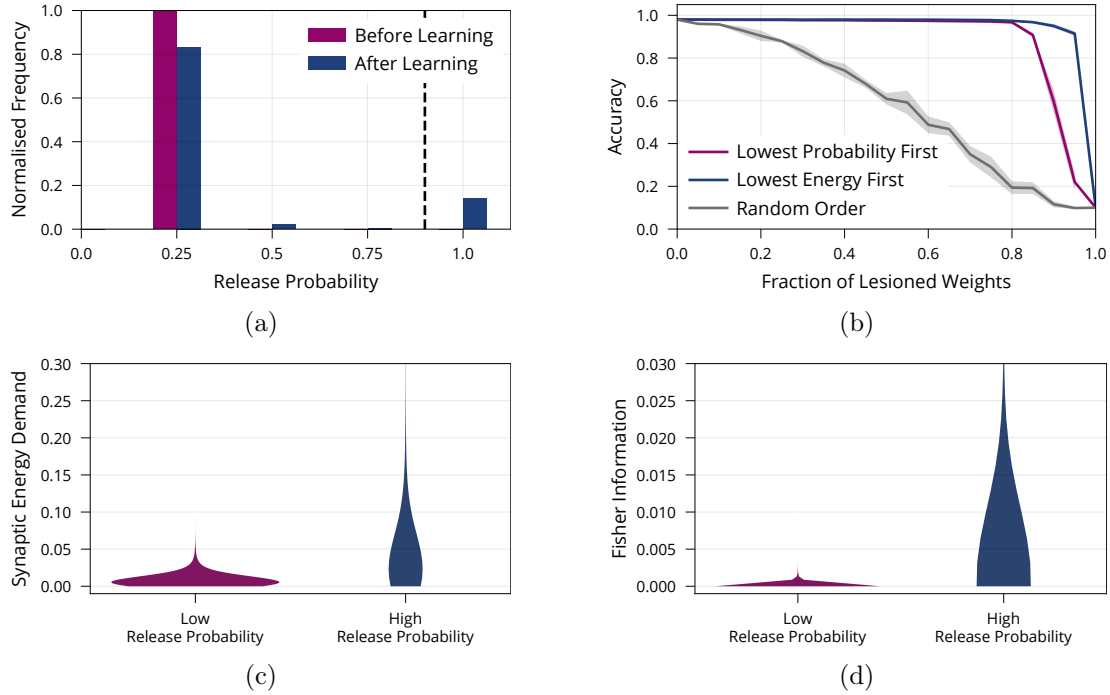 Normalised Frequency
1.0
0.8
0.6
0.4
0.2
0.0
Before Learning
After Learning
0.0 0.25 0.5 0.75 1.0
Release Probability
(a)
Accuracy
1.0
0.8
0.6
0.4
0.2
0.0
Lowest Probability First
Lowest Energy First
Random Order
0.0 0.2 0.4 0.6 0.8 1.0
Fraction of Lesioned Weights
(b)
Synaptic Energy Demand
0.30
0.25
0.20
0.15
0.10
0.05
0.00
Low High
Release Probability Release Probability
(c)
Fisher Information
0.030
0.025
0.020
0.015
0.010
0.005
0.000
Low High
Release Probability Release Probability
(d)